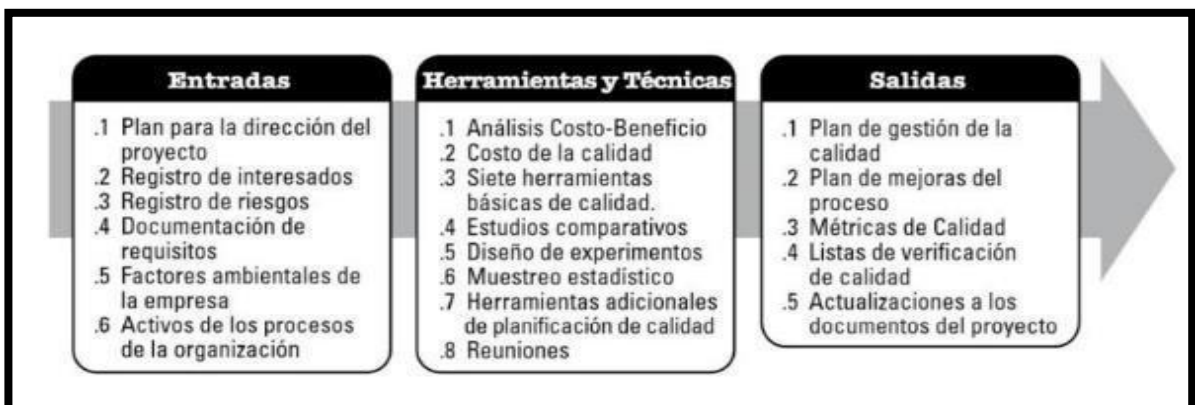 Entradas
.1 Plan para la dirección del
proyecto
.2 Registro de interesados
.3 Registro de riesgos
.4 Documentación de
requisitos
.5 Factores ambientales de
la empresa
.6 Activos de los procesos
de la organización
Herramientas y Técnicas
.1 Análisis Costo-Beneficio
.2 Costo de la calidad
.3 Siete herramientas
básicas de calidad.
.4 Estudios comparativos
.5 Diseño de experimentos
.6 Muestreo estadístico
.7 Herramientas adicionales
de planificación de calidad
.8 Reuniones
Salidas
.1 Plan de gestión de la
calidad
.2 Plan de mejoras del
proceso
.3 Métricas de Calidad
.4 Listas de verificación
de calidad
.5 Actualizaciones a los
documentos del proyecto